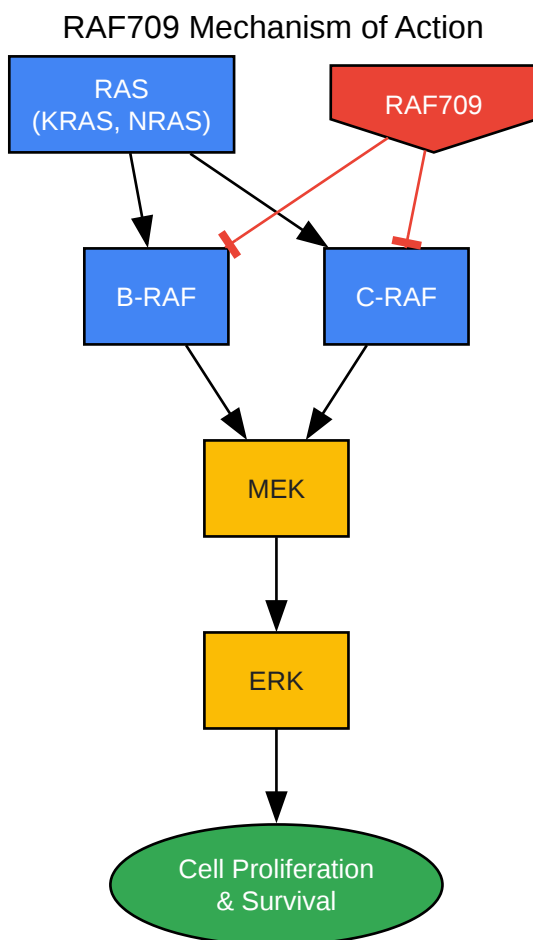 RAF709 Mechanism of Action
RAS
(KRAS, NRAS)
RAF709
B-RAF
C-RAF
MEK
ERK
Cell Proliferation
& Survival